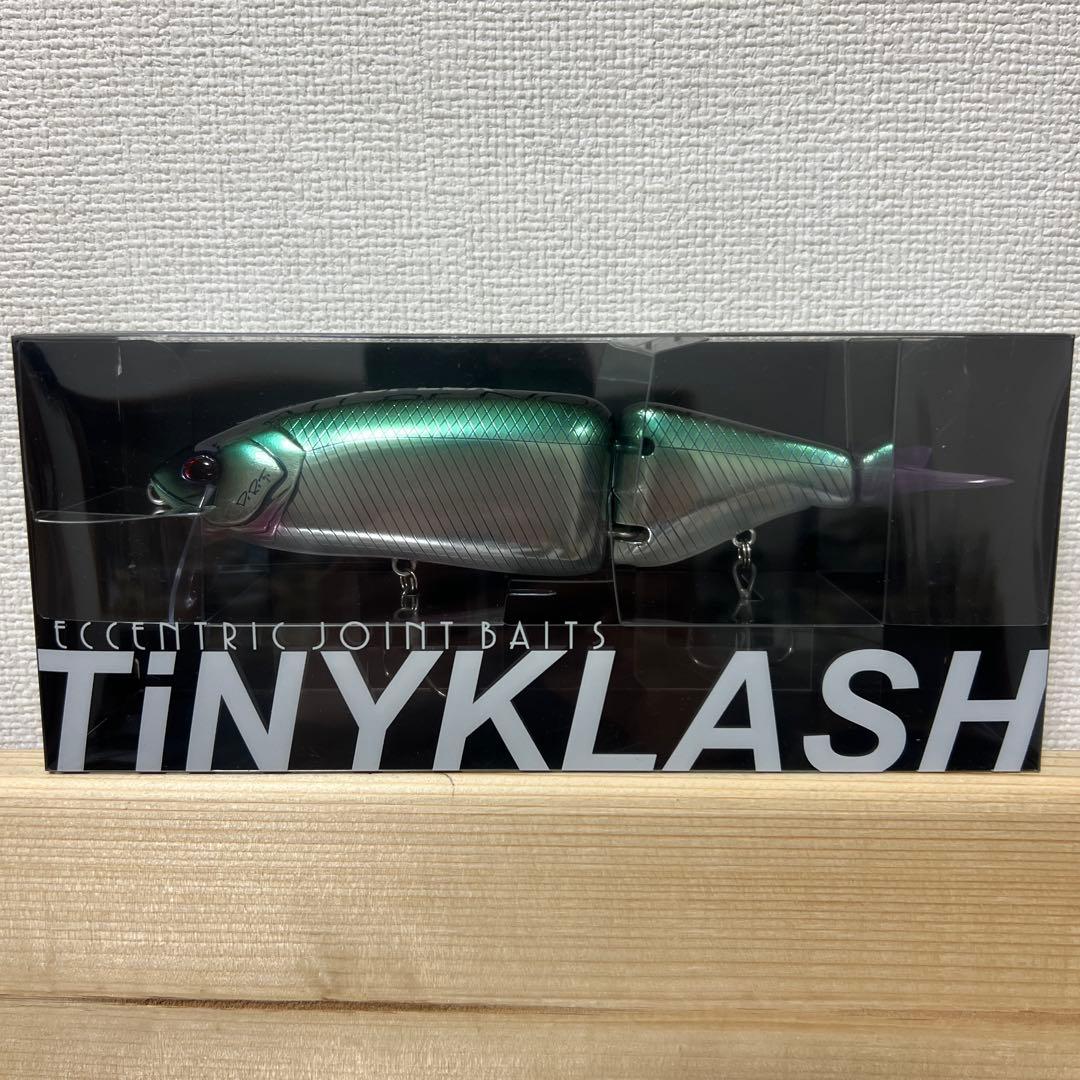 D.R.T.
ECCENTRIC JOINT BAITS
TiNYKLASH